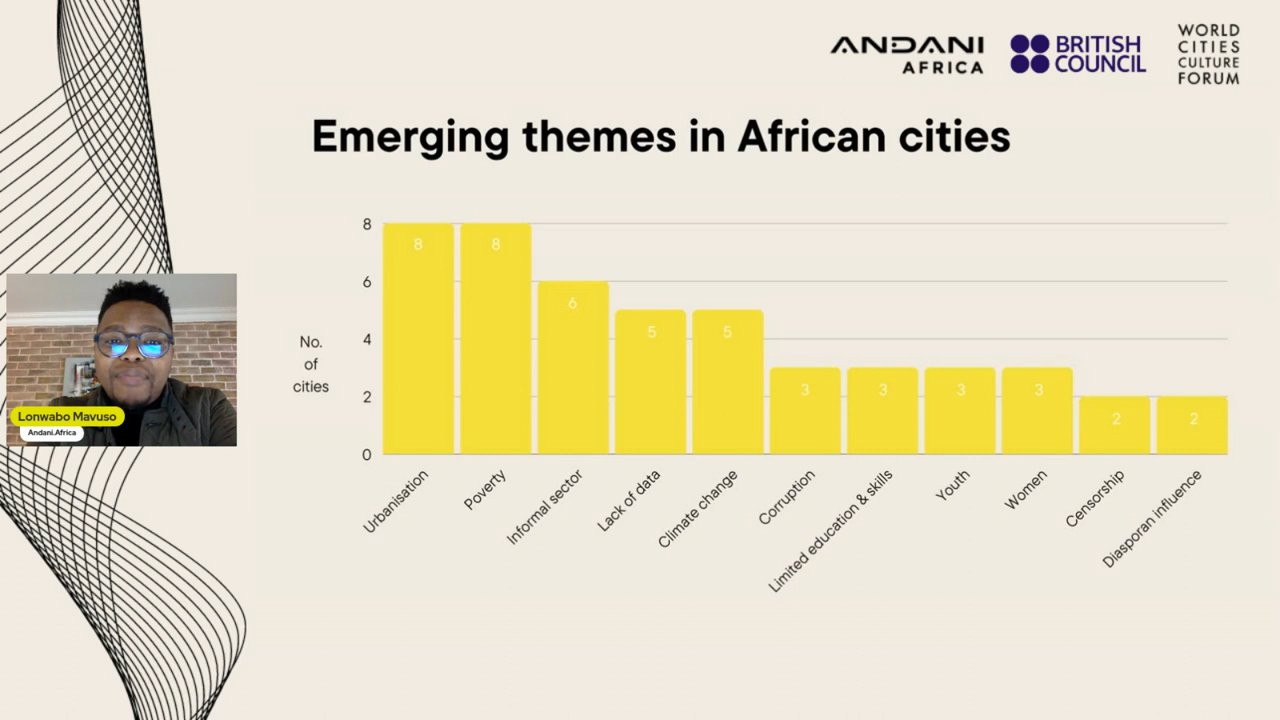 ANDANI
AFRICA
BRITISH
COUNCIL
WORLD
CITIES
CULTURE
FORUM
Emerging themes in African cities
8
6
4
2
0
No.
of
cities
8
8
6
5
5
3
3
3
3
2
2
Urbanisation
Poverty
Informal sector
Lack of data
Climate change
Corruption
Limited education & skills
Youth
Women
Censorship
Diasporan influence
Lonwabo Mavuso
Andani.Africa